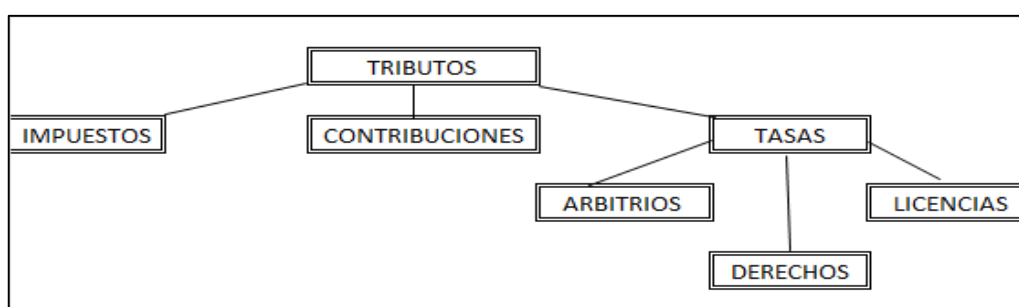 TRIBUTOS
IMPUESTOS
CONTRIBUCIONES
TASAS
ARBITRIOS
LICENCIAS
DERECHOS